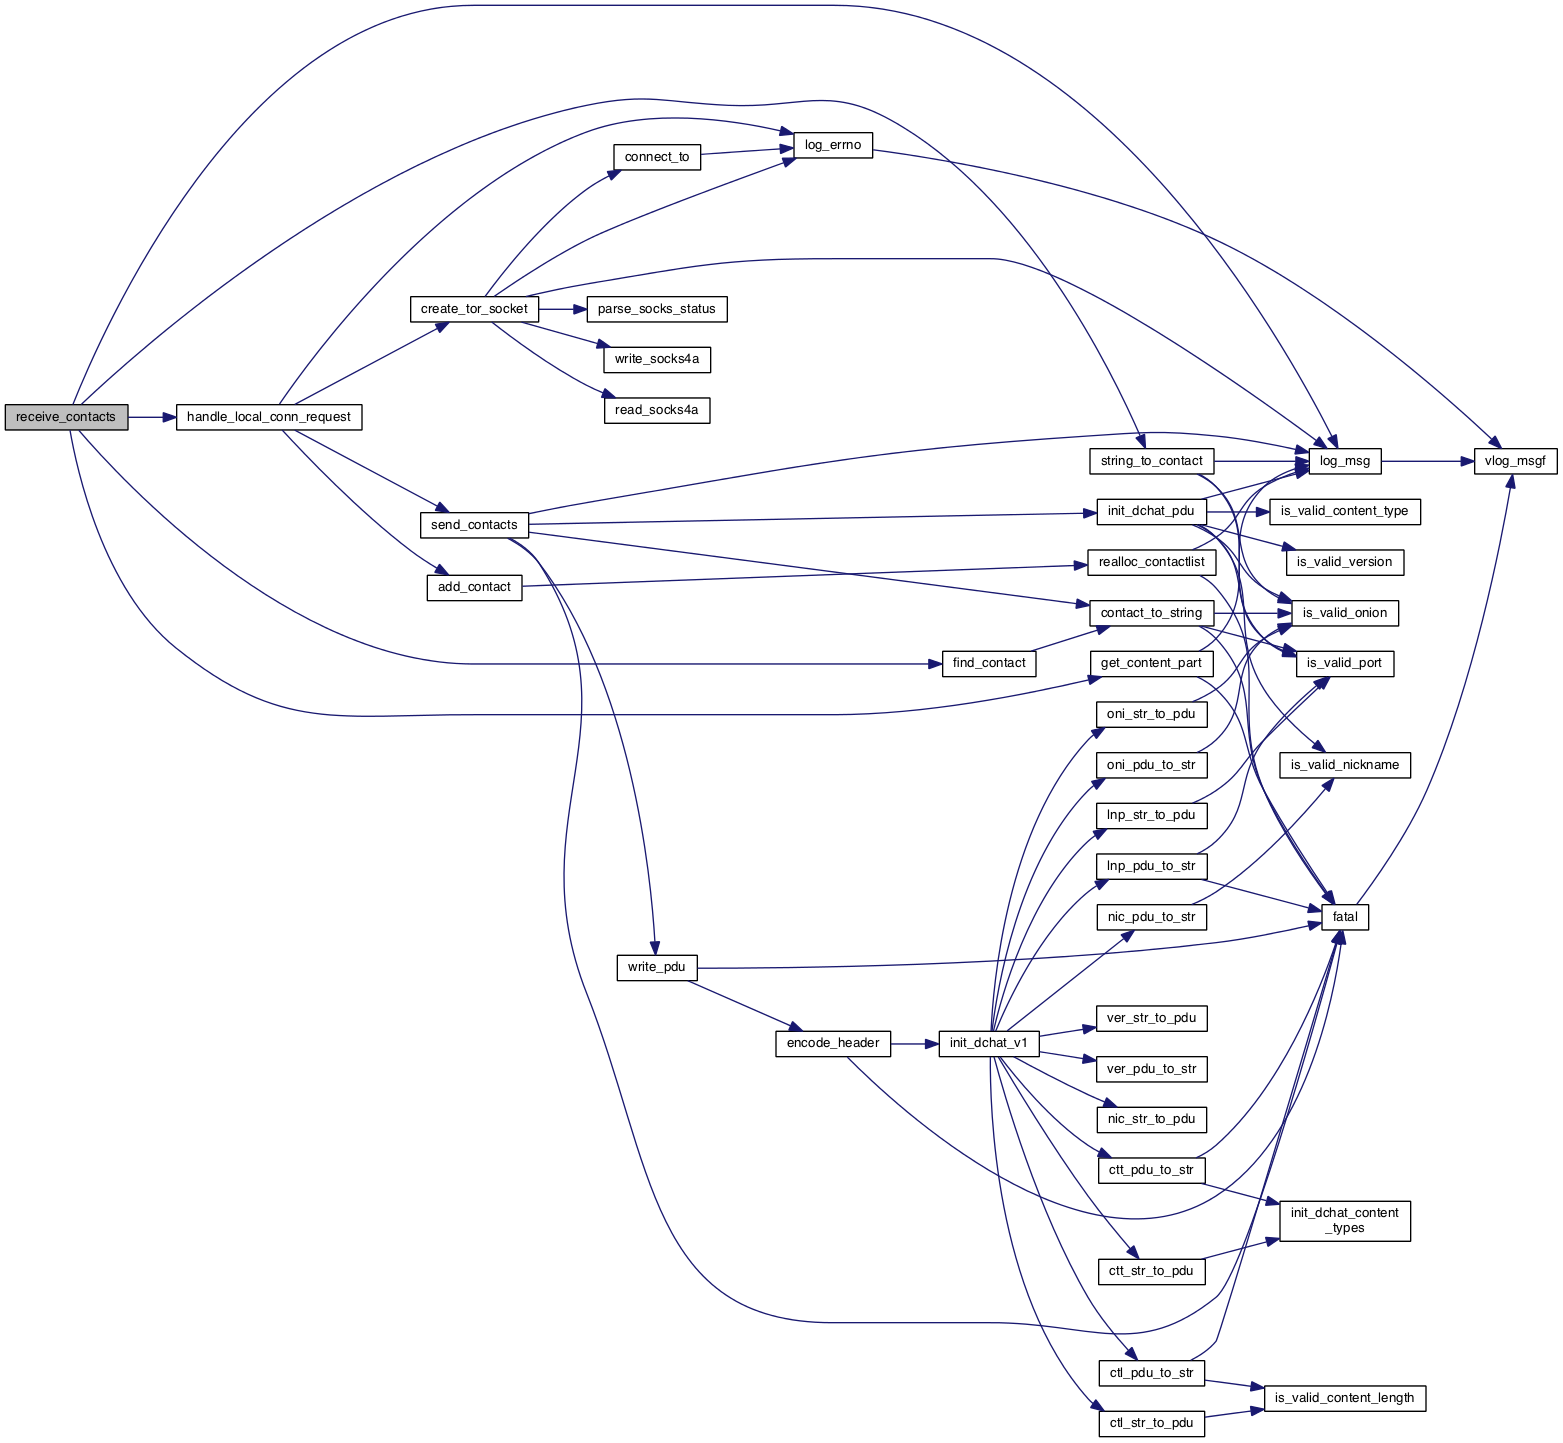 receive_contacts
handle_local_conn_request
create_tor_socket
send_contacts
add_contact
connect_to
parse_socks_status
write_socks4a
read_socks4a
write_pdu
log_errno
encode_header
find_contact
init_dchat_v1
string_to_contact
init_dchat_pdu
realloc_contactlist
contact_to_string
get_content_part
oni_str_to_pdu
oni_pdu_to_str
lnp_str_to_pdu
lnp_pdu_to_str
nic_pdu_to_str
ver_str_to_pdu
ver_pdu_to_str
nic_str_to_pdu
ctt_pdu_to_str
ctt_str_to_pdu
ctl_pdu_to_str
ctl_str_to_pdu
log_msg
is_valid_content_type
is_valid_version
is_valid_onion
is_valid_port
is_valid_nickname
fatal
init_dchat_content
_types
is_valid_content_length
vlog_msgf